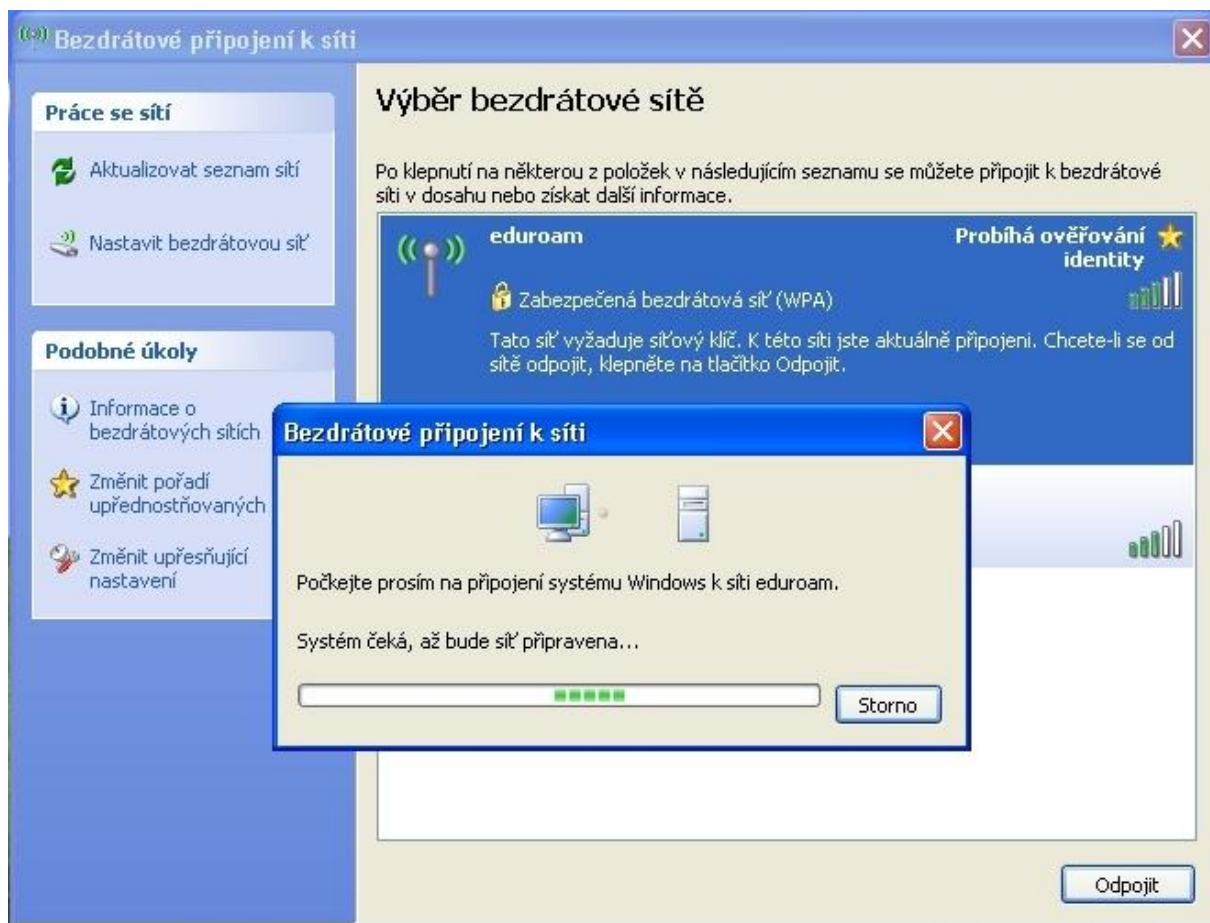 Bezdrátové připojení k síti
Práce se sítí
Aktualizovat seznam sítí
Nastavit bezdrátovou síť
Podobné úkoly
Informace o
bezdrátových sítích
Změnit pořadí
upřednostňovaných
Změnit upřesňující
nastavení
Výběr bezdrátové sítě
Po klepnutí na některou z položek v následujícím seznamu se můžete připojit k bezdrátové
síti v dosahu nebo získat další informace.
eduroam
Probíhá ověřování
identity
Zabezpečená bezdrátová síť (WPA)
Tato síť vyžaduje síťový klíč. K této síti jste aktuálně připojeni. Chcete-li se od
sítě odpojit, klepněte na tlačítko Odpojit.
Bezdrátové připojení k síti
Počkejte prosím na připojení systému Windows k síti eduroam.
Systém čeká, až bude síť připravena...
Storno
Odpojit